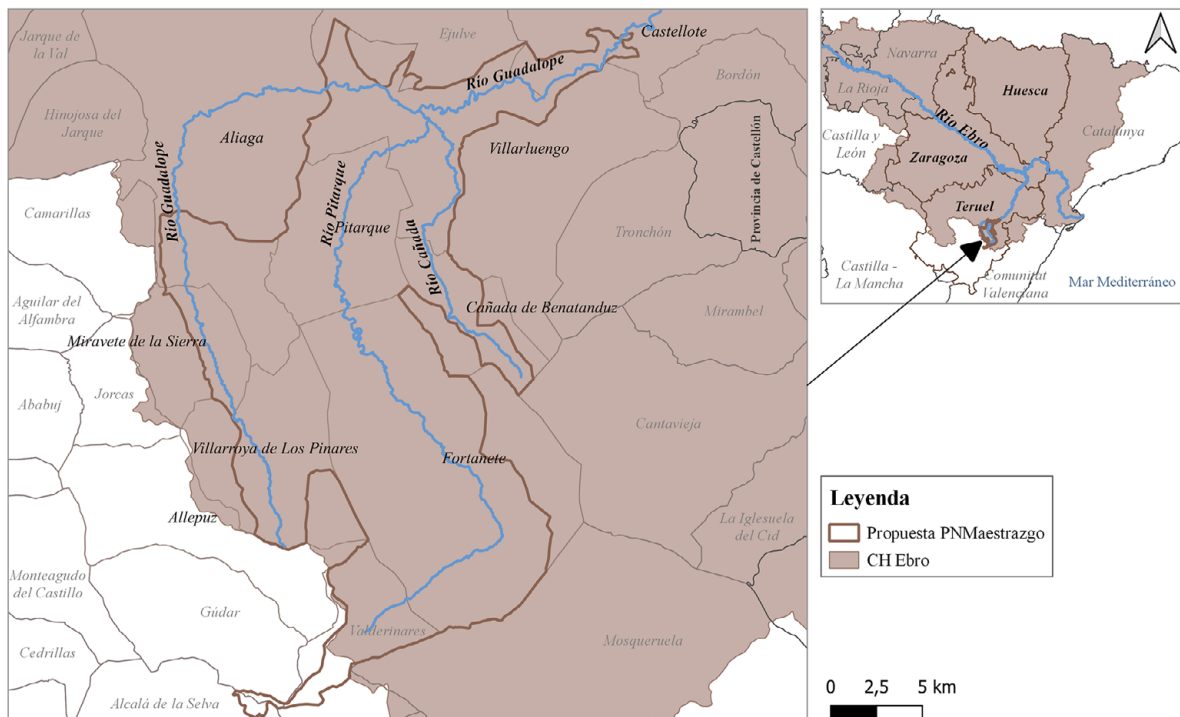 Jarque de
la Val
Ejulve
Castellote
Río Guadalope
Bordón
Hinojosa del
Jarque
Aliaga
Villarluengo
Provincia de Castellón
Río Guadalope
Río Pitarque
Pitarque
Camarillas
Río Cañada
Tronchón
Aguilar del
Alfambra
Cañada de Benatanduz
Mirambel
Miravete de la Sierra
Ababuj
Jorcas
Cantavieja
Villarroya de Los Pinares
Fortanete
Allepuz
La Iglesuela
del Cid
Monteagudo
del Castillo
Gúdar
Valderinares
Mosqueruela
Cedrillas
Alcalá de la Selva
Navarra
La Rioja
Huesca
Río Ebro
Catalunya
Castilla y
León
Zaragoza
Teruel
Castilla -
La Mancha
Comunitat
Valenciana
Mar Mediterráneo
Leyenda
Propuesta PNMaestrazgo
CH Ebro
0 2,5 5 km